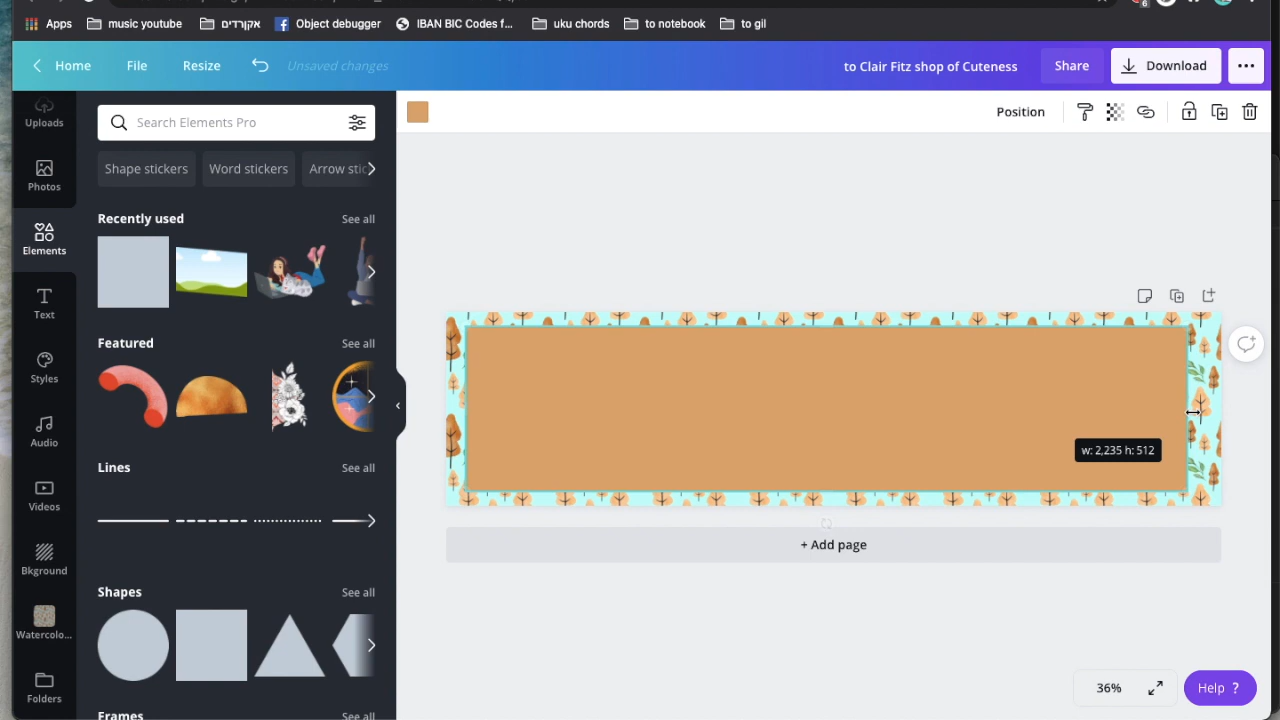 Apps music youtube אקורדים Object debugger IBAN BIC Codes f... uku chords to notebook to gil
Home File Resize Unsaved changes to Clair Fitz shop of Cuteness Share Download
Uploads
Photos
Elements
Text
Styles
Audio
Videos
Bkground
Watercolo...
Folders
Search Elements Pro
Shape stickers Word stickers Arrow stic
Recently used See all
Featured See all
Lines See all
Shapes See all
Frames See all
Position
w: 2,235 h: 512
+ Add page
36% Help ?
6